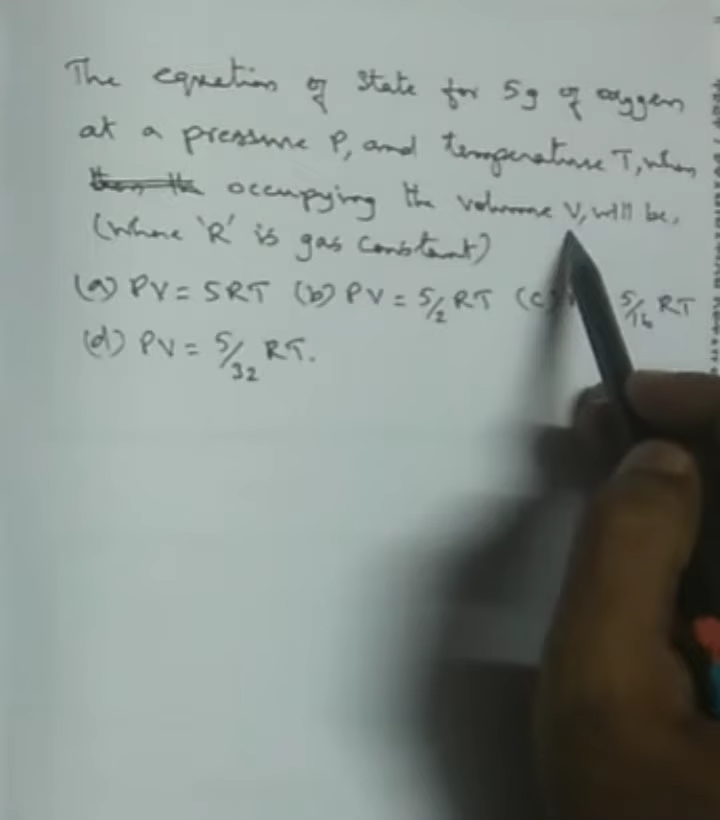 The equation of state for 5g of oxygen
at a pressure P, and temperature T, when
occupying the volume V, will be,
(where 'R' is gas constant)
(a) PV = 5RT (b) PV = 5/2 RT (c) 5/16 RT
(d) PV = 5/32 RT.